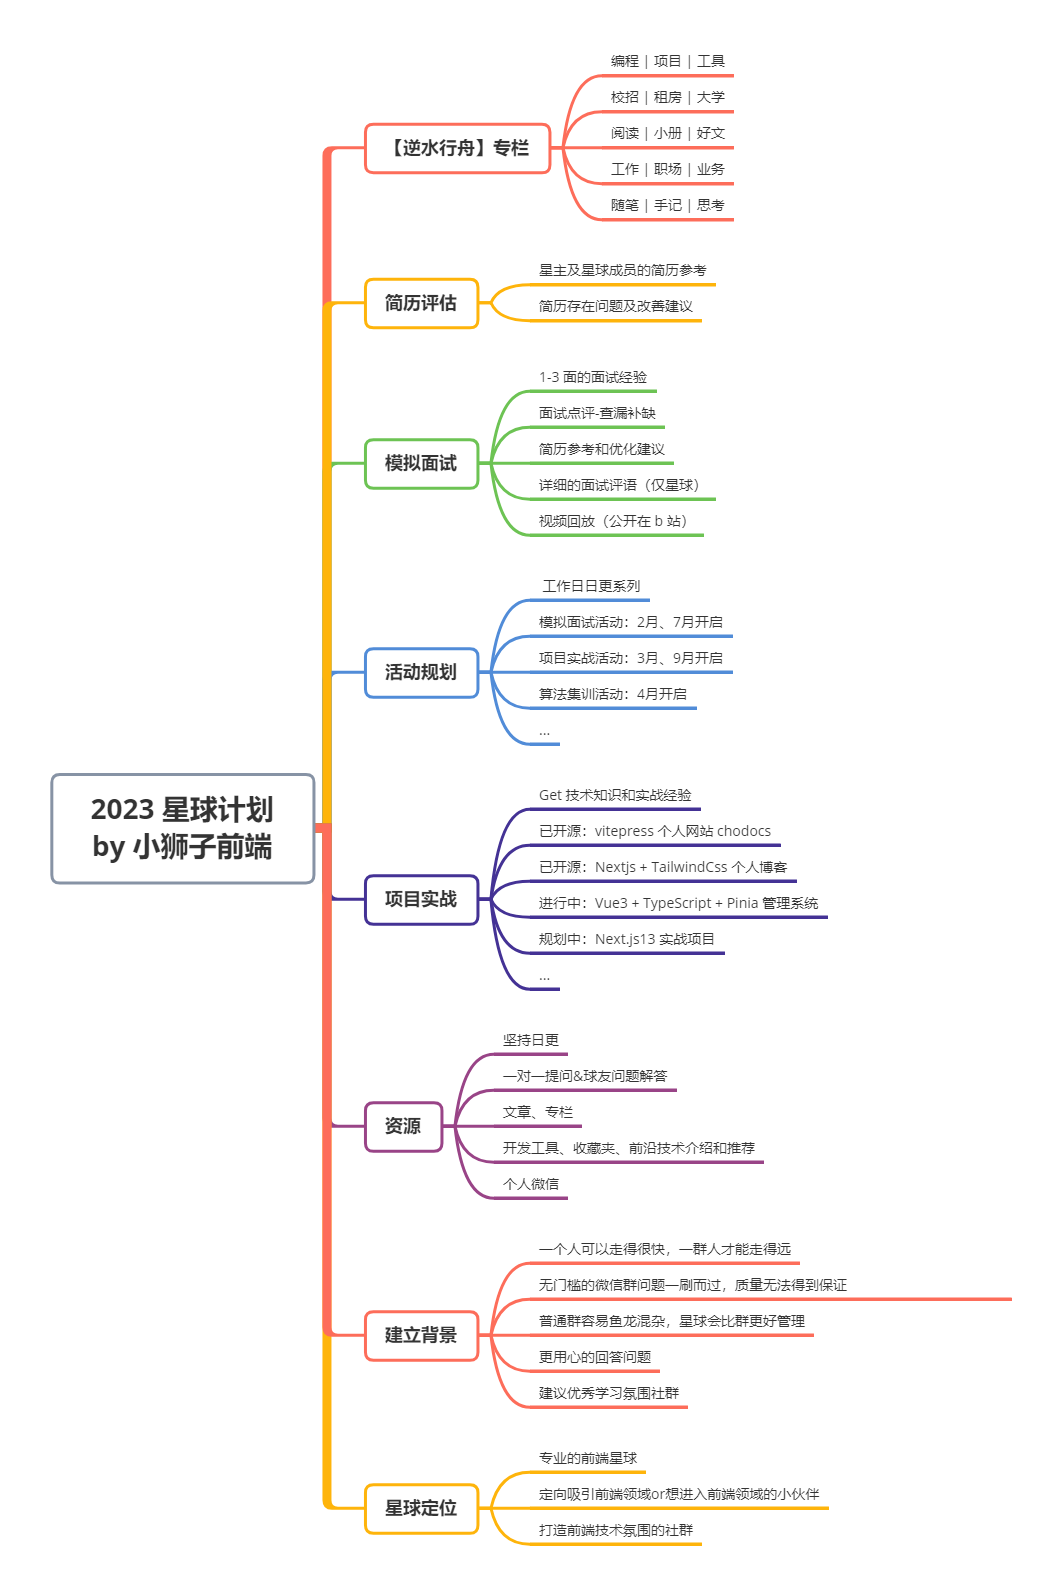 2023 星球计划
by 小狮子前端
【逆水行舟】专栏
编程 | 项目 | 工具
校招 | 租房 | 大学
阅读 | 小册 | 好文
工作 | 职场 | 业务
随笔 | 手记 | 思考
简历评估
星主及星球成员的简历参考
简历存在问题及改善建议
模拟面试
1-3 面的面试经验
面试点评-查漏补缺
简历参考和优化建议
详细的面试评语（仅星球）
视频回放（公开在 b 站）
活动规划
工作日日更系列
模拟面试活动：2月、7月开启
项目实战活动：3月、9月开启
算法集训活动：4月开启
...
项目实战
Get 技术知识和实战经验
已开源：vitepress 个人网站 chodocs
已开源：Nextjs + TailwindCss 个人博客
进行中：Vue3 + TypeScript + Pinia 管理系统
规划中：Next.js13 实战项目
...
资源
坚持日更
一对一提问&球友问题解答
文章、专栏
开发工具、收藏夹、前沿技术介绍和推荐
个人微信
建立背景
一个人可以走得很快，一群人才能走得远
无门槛的微信群问题一刷而过，质量无法得到保证
普通群容易鱼龙混杂，星球会比群更好管理
更用心的回答问题
建议优秀学习氛围社群
星球定位
专业的前端星球
定向吸引前端领域or想进入前端领域的小伙伴
打造前端技术氛围的社群